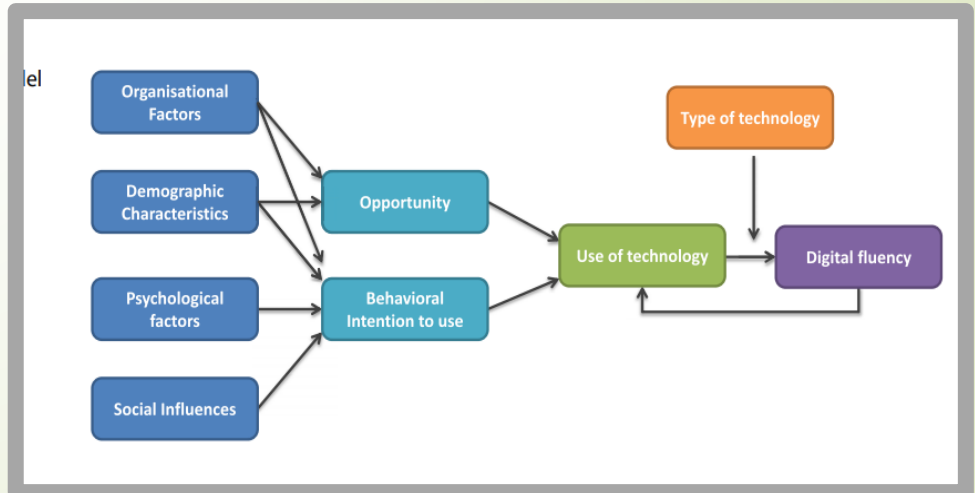 Organisational
Factors
Type of technology
Demographic
Characteristics
Opportunity
Use of technology
Digital fluency
Psychological
factors
Behavioral
Intention to use
Social Influences